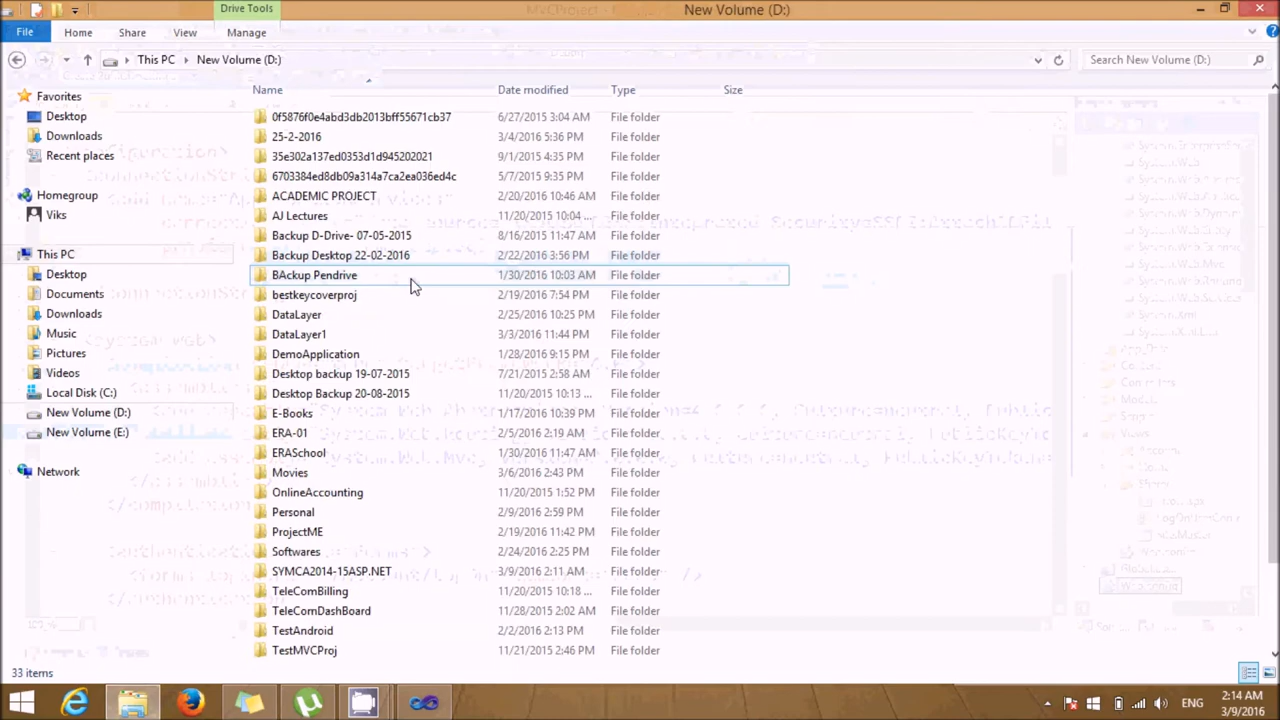 Drive Tools
MVCProject
New Volume (D:)
File
Home
Share
View
Manage
This PC
New Volume (D:)
Search New Volume (D:)
Name
Date modified
Type
Size
Favorites
Desktop
Downloads
Recent places
Homegroup
Viks
This PC
Desktop
Documents
Downloads
Music
Pictures
Videos
Local Disk (C:)
New Volume (D:)
New Volume (E:)
Network
0f5876f0e4abd3db2013bff55671cb37 6/27/2015 3:04 AM File folder
25-2-2016 3/4/2016 5:36 PM File folder
35e302a137ed0353d1d945202021 9/1/2015 4:35 PM File folder
6703384ed8db09a314a7ca2ea036ed4c 5/7/2015 9:35 PM File folder
ACADEMIC PROJECT 2/20/2016 10:46 AM File folder
AJ Lectures 11/20/2015 10:04 ... File folder
Backup D-Drive- 07-05-2015 8/16/2015 11:47 AM File folder
Backup Desktop 22-02-2016 2/22/2016 3:56 PM File folder
BAckup Pendrive 1/30/2016 10:03 AM File folder
bestkeycoverproj 2/19/2016 7:54 PM File folder
DataLayer 2/25/2016 10:25 PM File folder
DataLayer1 3/3/2016 11:44 PM File folder
DemoApplication 1/28/2016 9:15 PM File folder
Desktop backup 19-07-2015 7/21/2015 2:58 AM File folder
Desktop Backup 20-08-2015 11/20/2015 10:13 ... File folder
E-Books 1/17/2016 10:39 PM File folder
ERA-01 2/5/2016 2:19 AM File folder
ERASchool 1/30/2016 11:47 AM File folder
Movies 3/6/2016 2:43 PM File folder
OnlineAccounting 11/20/2015 1:52 PM File folder
Personal 2/9/2016 2:59 PM File folder
ProjectME 2/19/2016 11:42 PM File folder
Softwares 2/24/2016 2:25 PM File folder
SYMCA2014-15ASP.NET 3/9/2016 2:11 AM File folder
TeleComBilling 11/20/2015 10:18 ... File folder
TeleComDashBoard 11/28/2015 2:02 AM File folder
TestAndroid 2/2/2016 2:13 PM File folder
TestMVCProj 11/21/2015 2:46 PM File folder
33 items
ENG
2:14 AM
3/9/2016